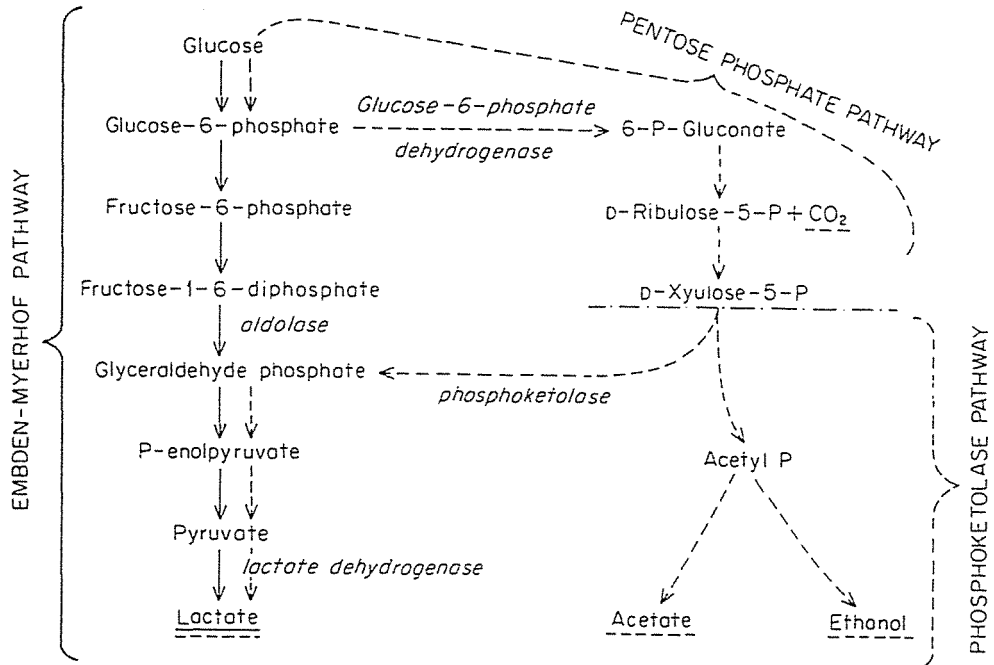 EMBDEN-MYERHOF PATHWAY
Glucose
Glucose-6-phosphate
Fructose-6-phosphate
Fructose-1-6-diphosphate
aldolase
Glyceraldehyde phosphate
P-enolpyruvate
Pyruvate
lactate dehydrogenase
Lactate
Glucose-6-phosphate
dehydrogenase
PENTOSE PHOSPHATE PATHWAY
6-P-Gluconate
D-Ribulose-5-P+CO₂
D-Xyulose-5-P
phosphoketolase
Acetyl P
Acetate
Ethanol
PHOSPHOKETOLASE PATHWAY